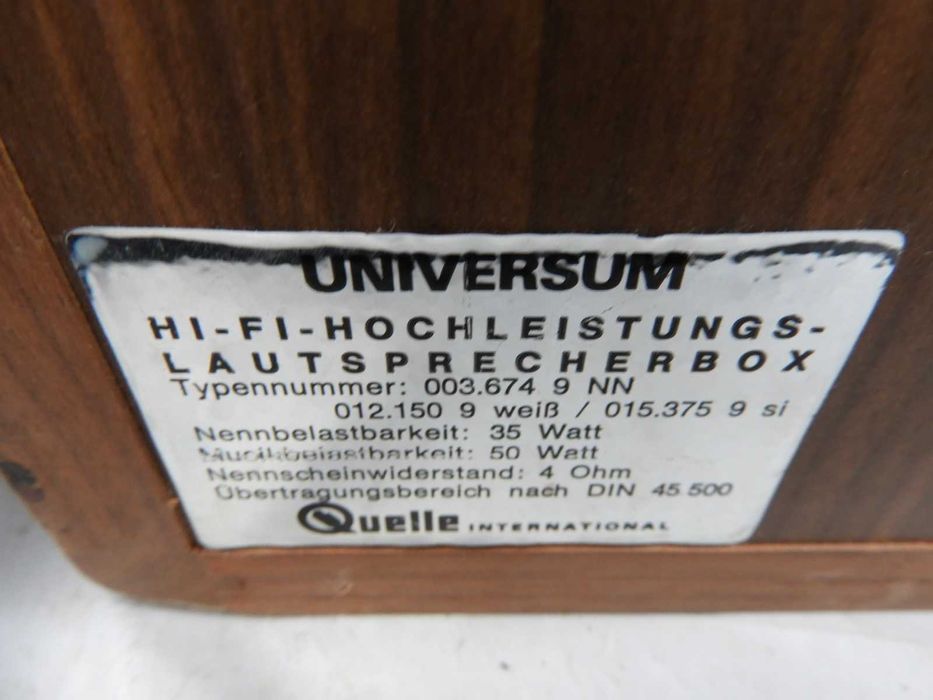 UNIVERSUM
HI-FI-HOCHLEISTUNGS-
LAUTSPRECHERBOX
Typennummer: 003.674 9 NN
012.150 9 weiß / 015.375 9 si
Nennbelastbarkeit: 35 Watt
Musikbelastbarkeit: 50 Watt
Nennscheinwiderstand: 4 Ohm
Übertragungsbereich nach DIN 45 500
Quelle INTERNATIONAL